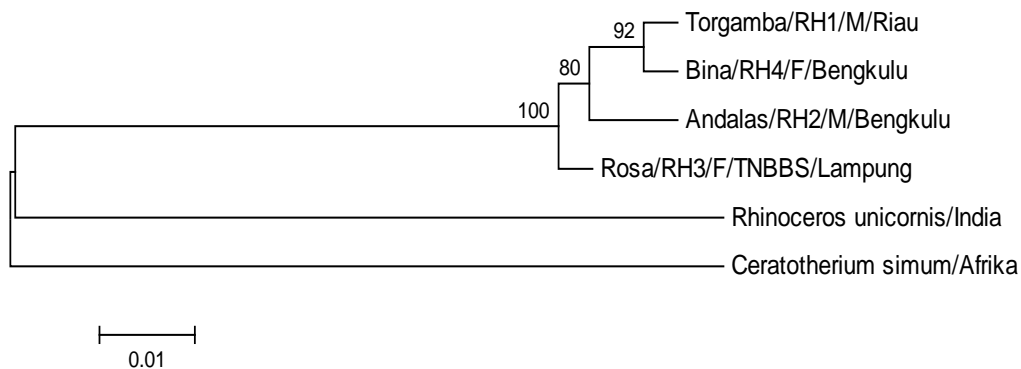 Torgamba/RH1/M/Riau
92
Bina/RH4/F/Bengkulu
80
100
Andalas/RH2/M/Bengkulu
Rosa/RH3/F/TNBBS/Lampung
Rhinoceros unicornis/India
Ceratotherium simum/Afrika
0.01